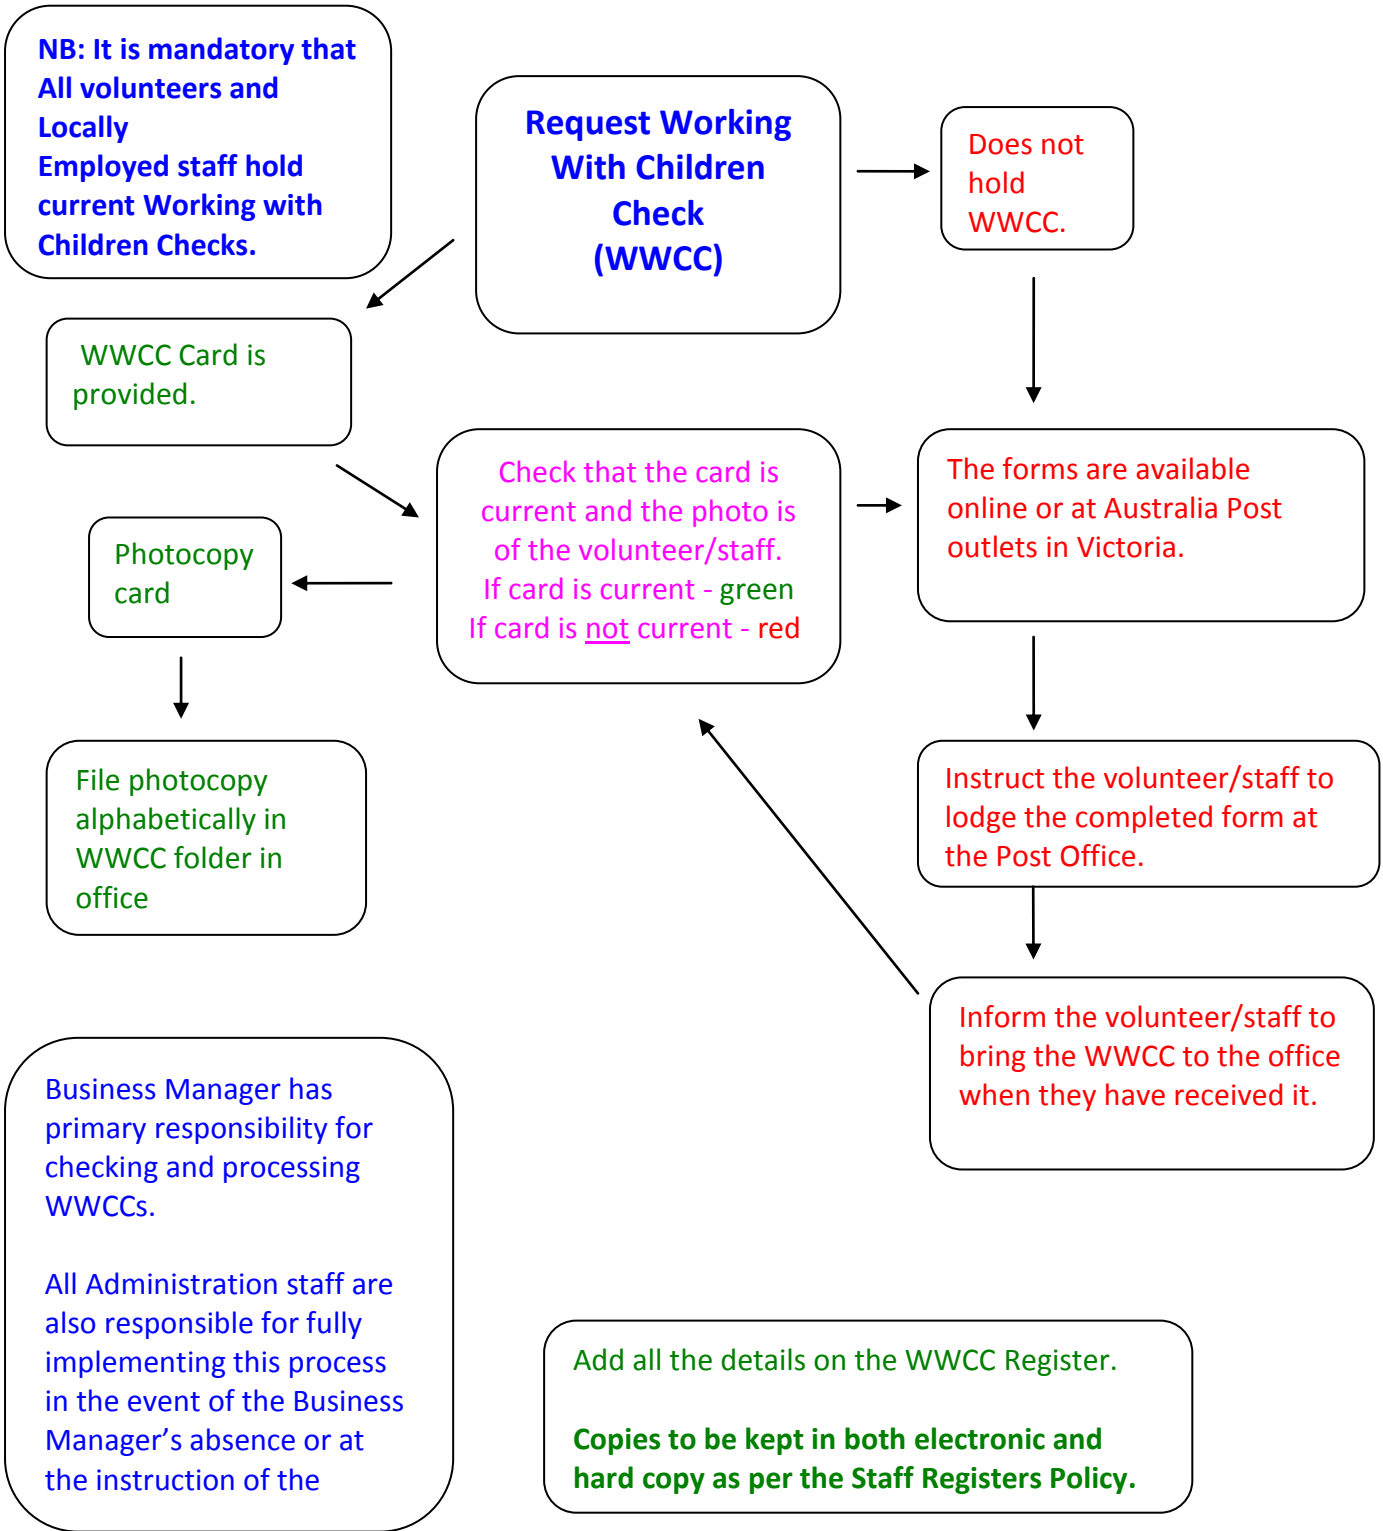 NB: It is mandatory that
All volunteers and
Locally
Employed staff hold
current Working with
Children Checks.
Request Working
With Children
Check
(WWCC)
Does not
hold
WWCC.
WWCC Card is
provided.
Check that the card is
current and the photo is
of the volunteer/staff.
If card is current - green
If card is not current - red
The forms are available
online or at Australia Post
outlets in Victoria.
Photocopy
card
File photocopy
alphabetically in
WWCC folder in
office
Instruct the volunteer/staff to
lodge the completed form at
the Post Office.
Inform the volunteer/staff to
bring the WWCC to the office
when they have received it.
Business Manager has
primary responsibility for
checking and processing
WWCCs.
All Administration staff are
also responsible for fully
implementing this process
in the event of the Business
Manager’s absence or at
the instruction of the
Add all the details on the WWCC Register.
Copies to be kept in both electronic and
hard copy as per the Staff Registers Policy.